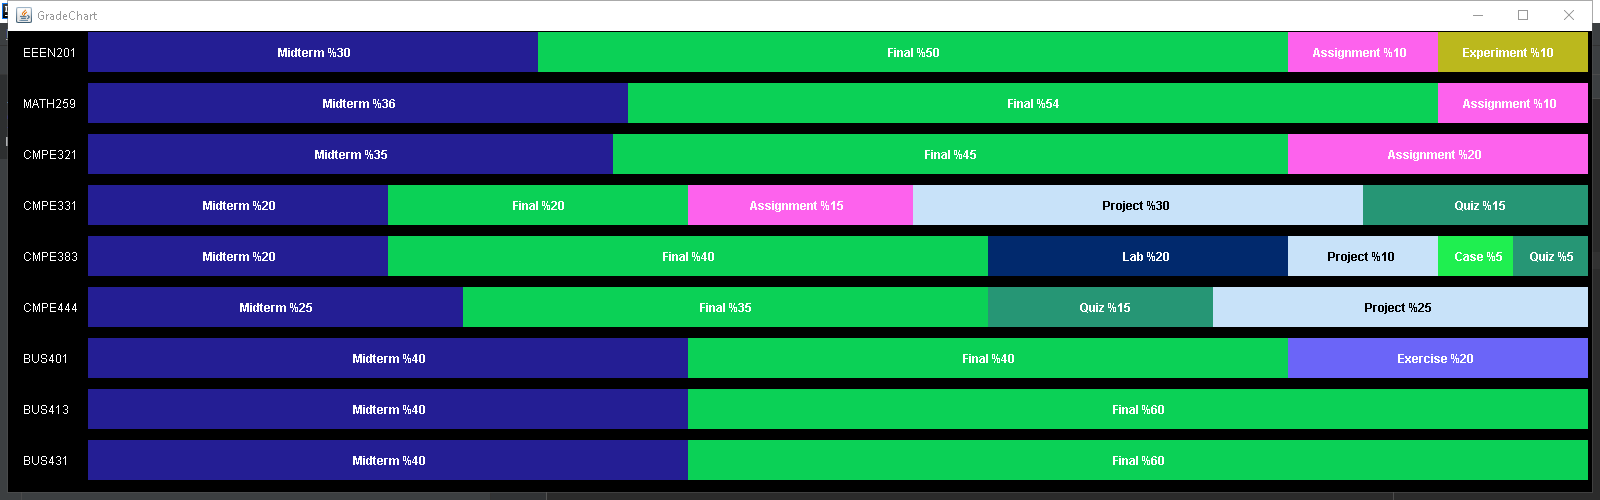 GradeChart
EEEN201 Midterm %30 Final %50 Assignment %10 Experiment %10
MATH259 Midterm %36 Final %54 Assignment %10
CMPE321 Midterm %35 Final %45 Assignment %20
CMPE331 Midterm %20 Final %20 Assignment %15 Project %30 Quiz %15
CMPE383 Midterm %20 Final %40 Lab %20 Project %10 Case %5 Quiz %5
CMPE444 Midterm %25 Final %35 Quiz %15 Project %25
BUS401 Midterm %40 Final %40 Exercise %20
BUS413 Midterm %40 Final %60
BUS431 Midterm %40 Final %60